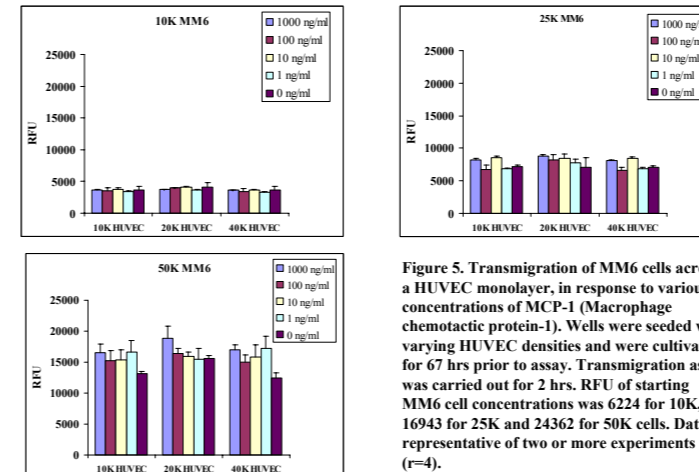 10K MM6
1000 ng/ml
100 ng/ml
10 ng/ml
1 ng/ml
0 ng/ml
25000
20000
15000
10000
5000
0
RFU
10K HUVEC 20K HUVEC 40K HUVEC
25K MM6
1000 ng/
100 ng/ml
10 ng/ml
1 ng/ml
0 ng/ml
25000
20000
15000
10000
5000
0
RFU
10K HUVEC 20K HUVEC 40K HUVEC
50K MM6
1000 ng/ml
100 ng/ml
10 ng/ml
1 ng/ml
0 ng/ml
25000
20000
15000
10000
5000
0
RFU
10K HUVEC 20K HUVEC 40K HUVEC
Figure 5. Transmigration of MM6 cells acro
a HUVEC monolayer, in response to variou
concentrations of MCP-1 (Macrophage
chemotactic protein-1). Wells were seeded w
varying HUVEC densities and were cultiva
for 67 hrs prior to assay. Transmigration as
was carried out for 2 hrs. RFU of starting
MM6 cell concentrations was 6224 for 10K,
16943 for 25K and 24362 for 50K cells. Dat
representative of two or more experiments
(r=4).